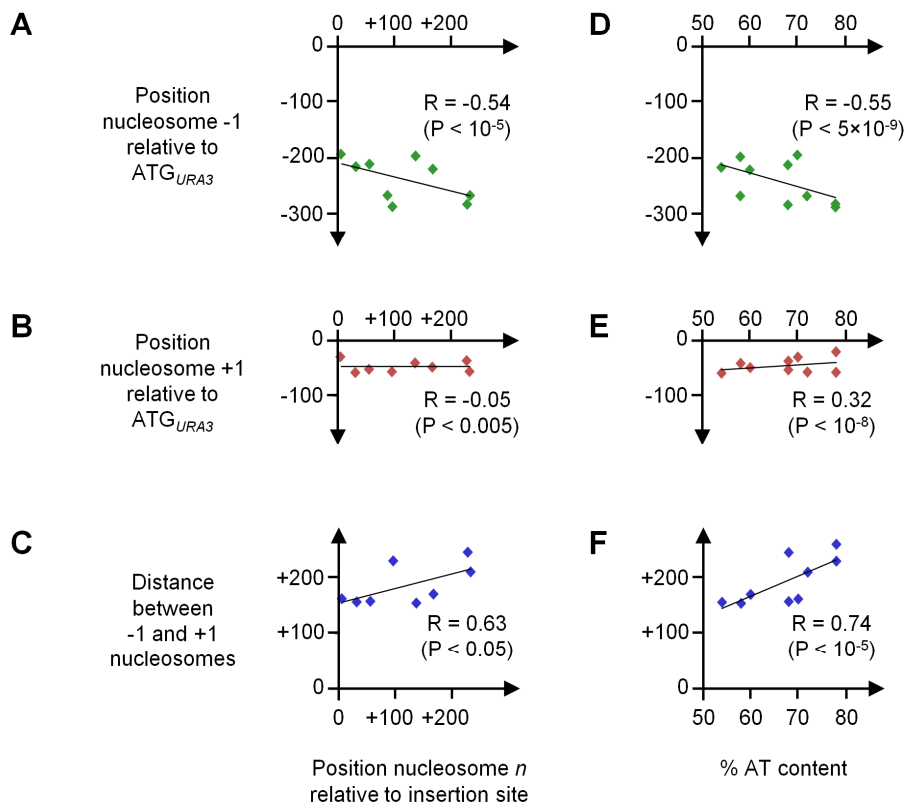 A
Position
nucleosome -1
relative to
ATG URA3
0 +100 +200
0
-100
-200
-300
R = -0.54
(P < 10-5)
D
50 60 70 80
0
-100
-200
-300
R = -0.55
(P < 5×10-9)
B
Position
nucleosome +1
relative to
ATG URA3
0 +100 +200
0
-100
R = -0.05
(P < 0.005)
E
50 60 70 80
0
-100
R = 0.32
(P < 10-8)
C
Distance
between
-1 and +1
nucleosomes
+200
+100
0
0 +100 +200
R = 0.63
(P < 0.05)
Position nucleosome n
relative to insertion site
F
+200
+100
0
50 60 70 80
R = 0.74
(P < 10-5)
% AT content